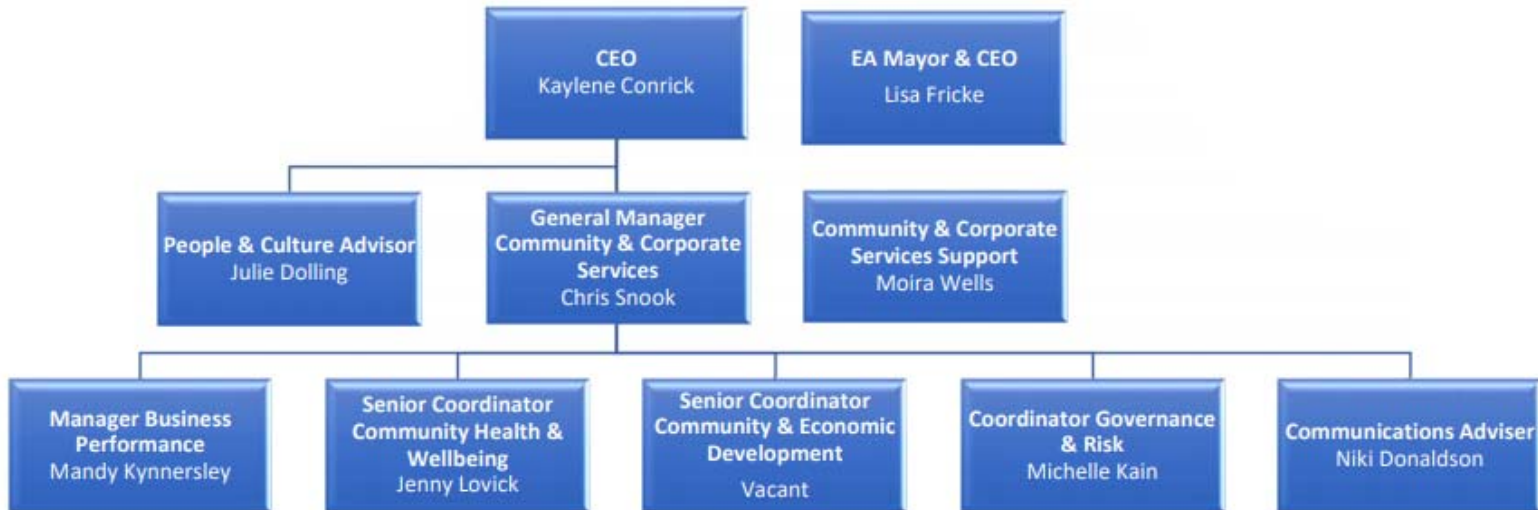 CEO
Kaylene Conrick
EA Mayor & CEO
Lisa Fricke
People & Culture Advisor
Julie Dolling
General Manager
Community & Corporate
Services
Chris Snook
Community & Corporate
Services Support
Moira Wells
Manager Business
Performance
Mandy Kynnersley
Senior Coordinator
Community Health &
Wellbeing
Jenny Lovick
Senior Coordinator
Community & Economic
Development
Vacant
Coordinator Governance
& Risk
Michelle Kain
Communications Adviser
Niki Donaldson